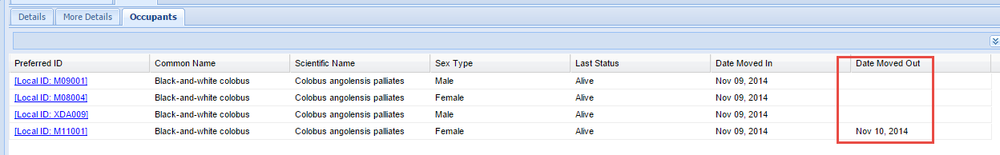 Details More Details Occupants
Preferred ID Common Name Scientific Name Sex Type Last Status Date Moved In Date Moved Out
[Local ID: M09001] Black-and-white colobus Colobus angolensis palliates Male Alive Nov 09, 2014
[Local ID: M08004] Black-and-white colobus Colobus angolensis palliates Female Alive Nov 09, 2014
[Local ID: XDA009] Black-and-white colobus Colobus angolensis palliates Male Alive Nov 09, 2014
[Local ID: M11001] Black-and-white colobus Colobus angolensis palliates Female Alive Nov 09, 2014 Nov 10, 2014